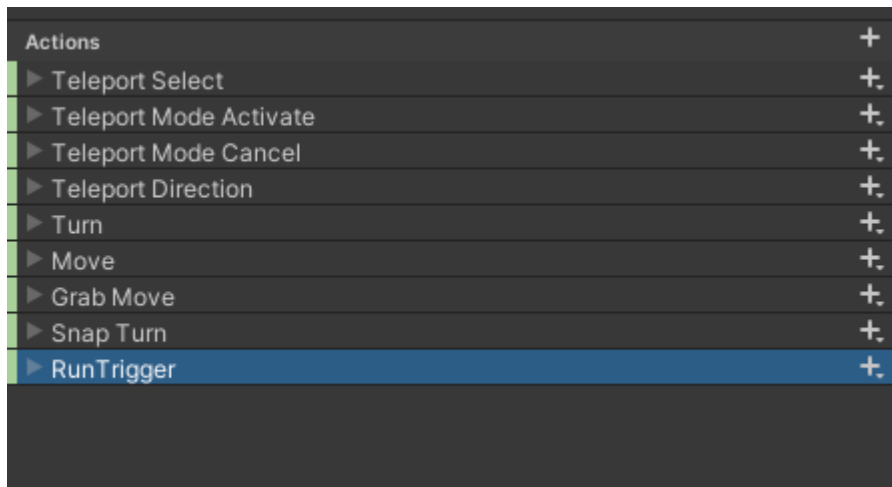 Actions
Teleport Select
Teleport Mode Activate
Teleport Mode Cancel
Teleport Direction
Turn
Move
Grab Move
Snap Turn
RunTrigger